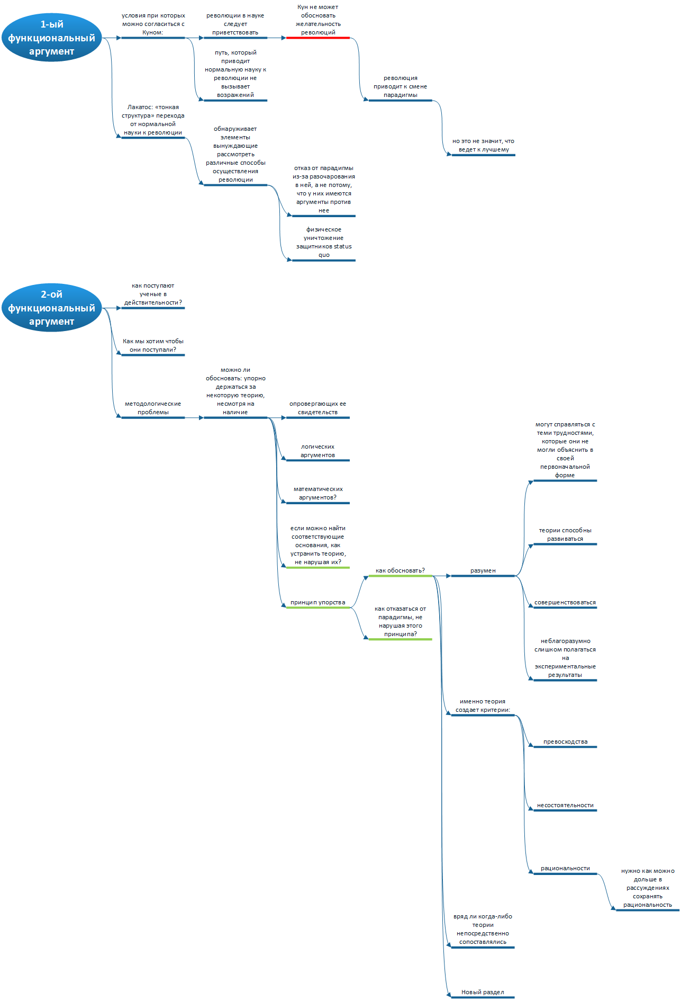 1-ый
функциональный
аргумент
условия при которых
можно согласиться с
Куном:
революции в науке
следует
приветствовать
Кун не может
обосновать
желательность
революций
революция
приводит к смене
парадигмы
но это не значит, что
ведет к лучшему
путь, который
приводит
нормальную науку к
революции не
вызывает
возражений
Лакатос: «тонкая
структура» перехода
от нормальной
науки к революции
обнаруживает
элементы
вынуждающие
рассмотреть
различные способы
осуществления
революции
отказ от парадигмы
из-за разочарования
в ней, а не потому,
что у них имеются
аргументы против
нее
физическое
уничтожение
защитников status
quo
2-ой
функциональный
аргумент
как поступают
ученые в
действительности?
Как мы хотим чтобы
они поступали?
методологические
проблемы
можно ли
обосновать: упорно
держаться за
некоторую теорию,
несмотря на
наличие
опровергающих ее
свидетельств
логических
аргументов
математических
аргументов?
если можно найти
соответствующие
основания, как
устранить теорию,
не нарушая их?
принцип упорства
как обосновать?
разумен
могут справляться с
теми трудностями,
которые они не
могли объяснить в
своей
первоначальной
форме
теории способны
развиваться
совершенствоваться
неблагоразумно
слишком полагаться
на
экспериментальные
результаты
именно теория
создает критерии:
превосходства
несостоятельности
рациональности
нужно как можно
дольше в
рассуждениях
сохранять
рациональность
вряд ли когда-либо
теории
непосредственно
сопоставлялись
Новый раздел
как отказаться от
парадигмы, не
нарушая этого
принципа?